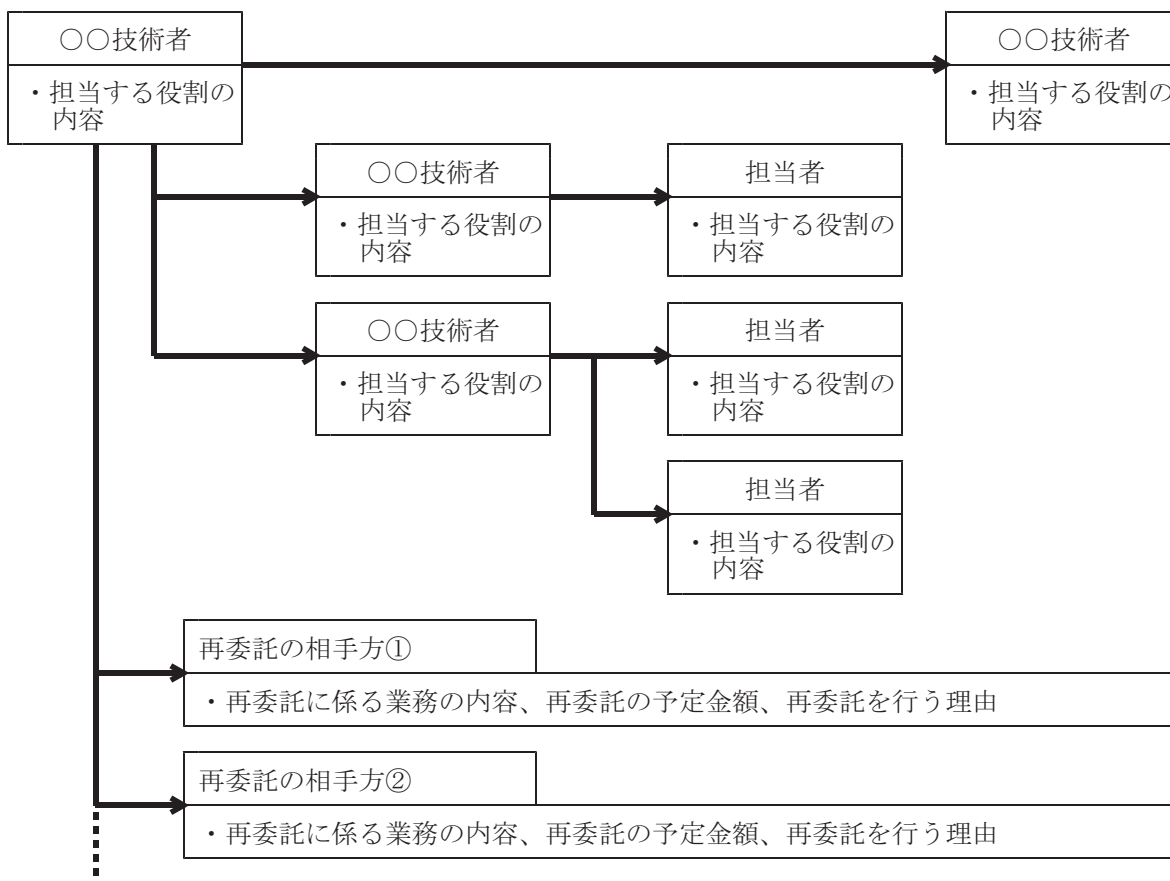 ○○技術者
・担当する役割の
内容
○○技術者
・担当する役割の
内容
○○技術者
・担当する役割の
内容
担当者
・担当する役割の
内容
○○技術者
・担当する役割の
内容
担当者
・担当する役割の
内容
担当者
・担当する役割の
内容
再委託の相手方①
・再委託に係る業務の内容、再委託の予定金額、再委託を行う理由
再委託の相手方②
・再委託に係る業務の内容、再委託の予定金額、再委託を行う理由